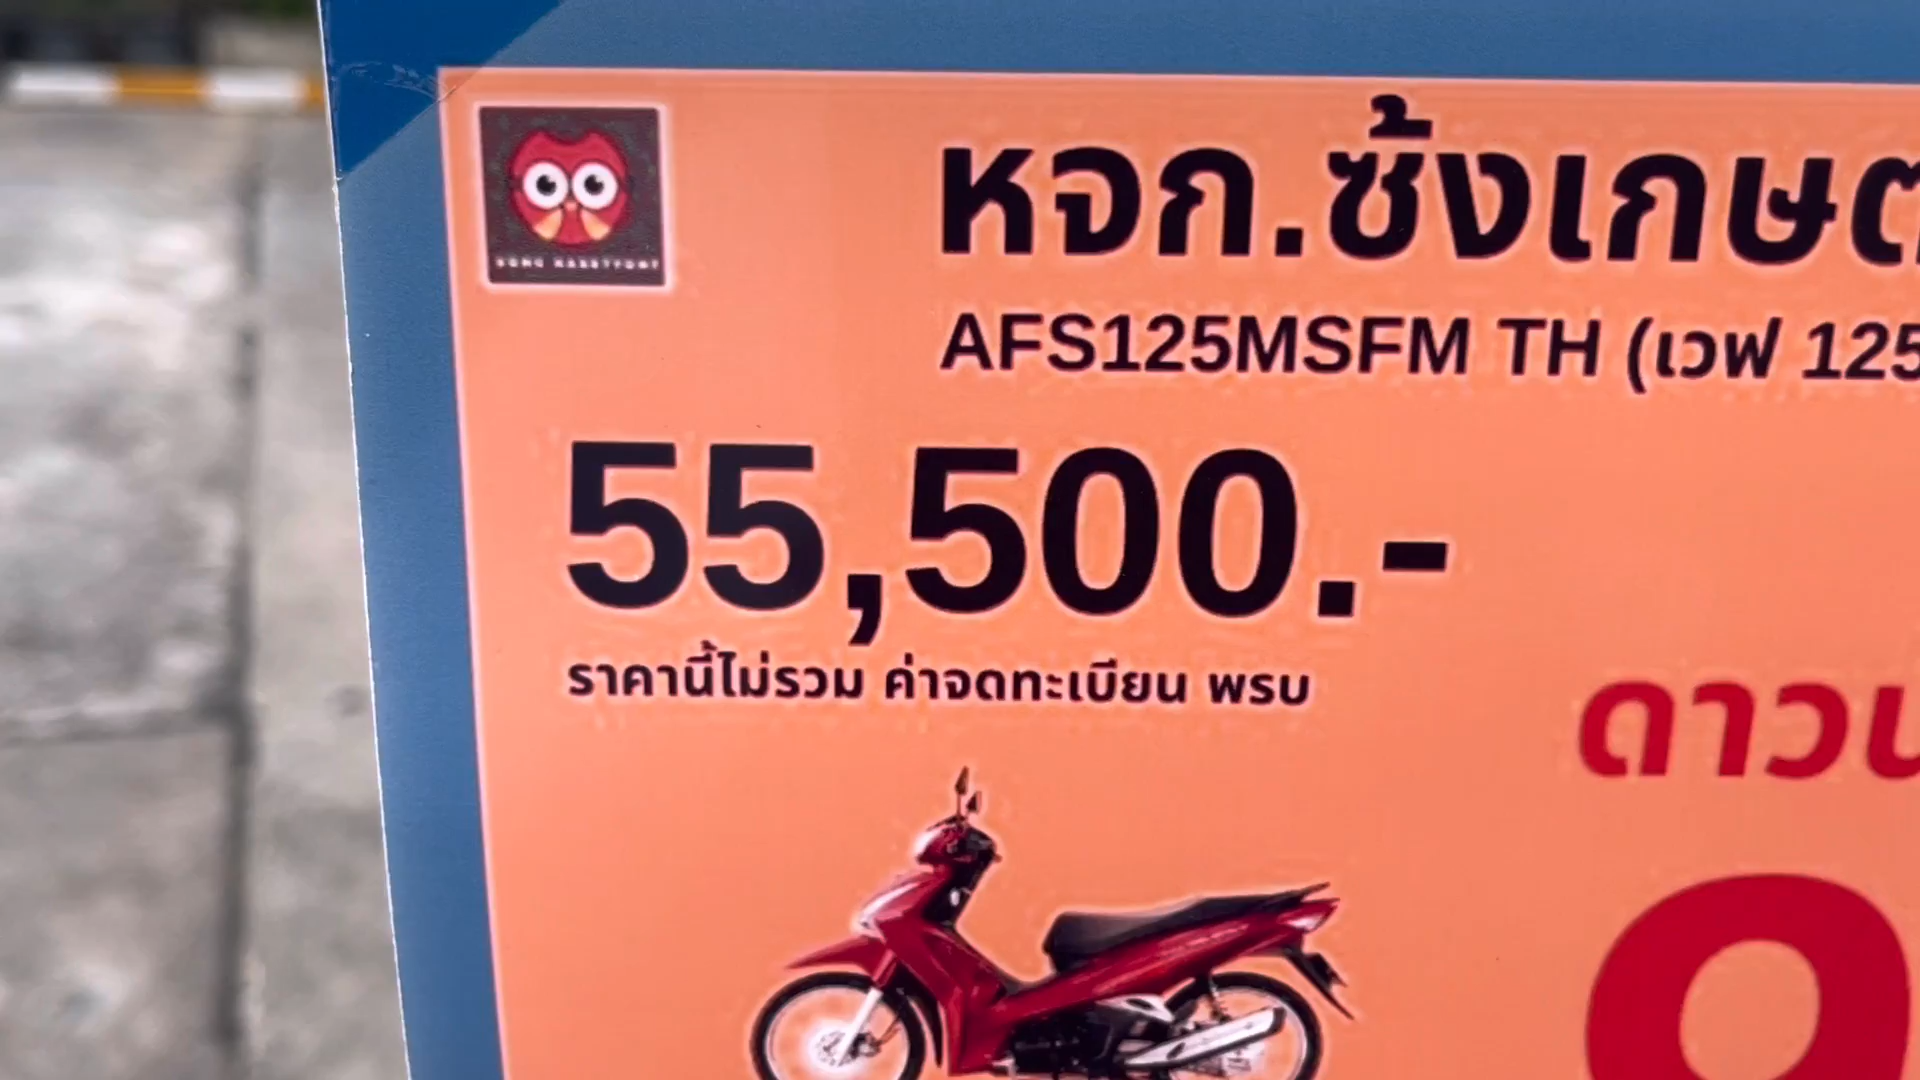 หจก.ซิ้งเกษต
AFS125MSFM TH (เวฟ 125
55,500.-
ราคานี้ไม่รวม ค่าจดทะเบียน พรบ
ดาวน